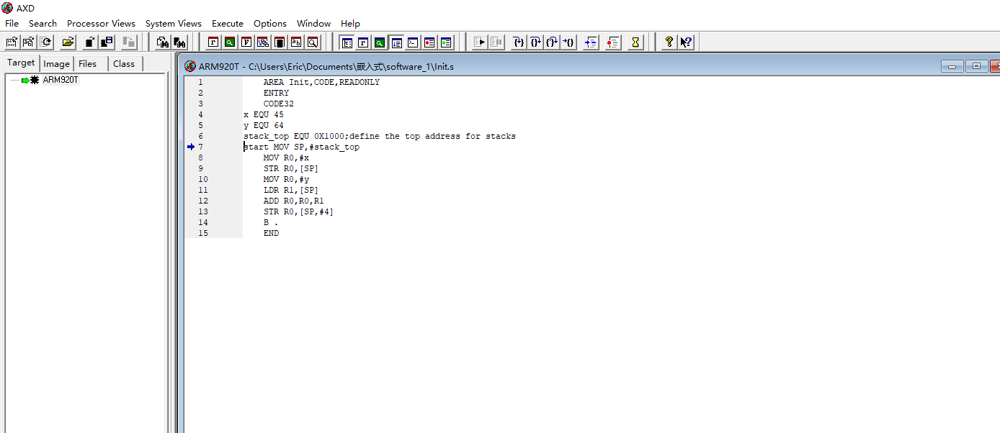 AXD
File Search Processor Views System Views Execute Options Window Help
Target Image Files Class
ARM920T
ARM920T - C:\Users\Eric\Documents\嵌入式\software_1\Init.s
1 AREA Init,CODE,READONLY
2 ENTRY
3 CODE32
4 x EQU 45
5 y EQU 64
6 stack_top EQU 0X1000;define the top address for stacks
7 start MOV SP,#stack_top
8 MOV R0,#x
9 STR R0,[SP]
10 MOV R0,#y
11 LDR R1,[SP]
12 ADD R0,R0,R1
13 STR R0,[SP,#4]
14 B .
15 END